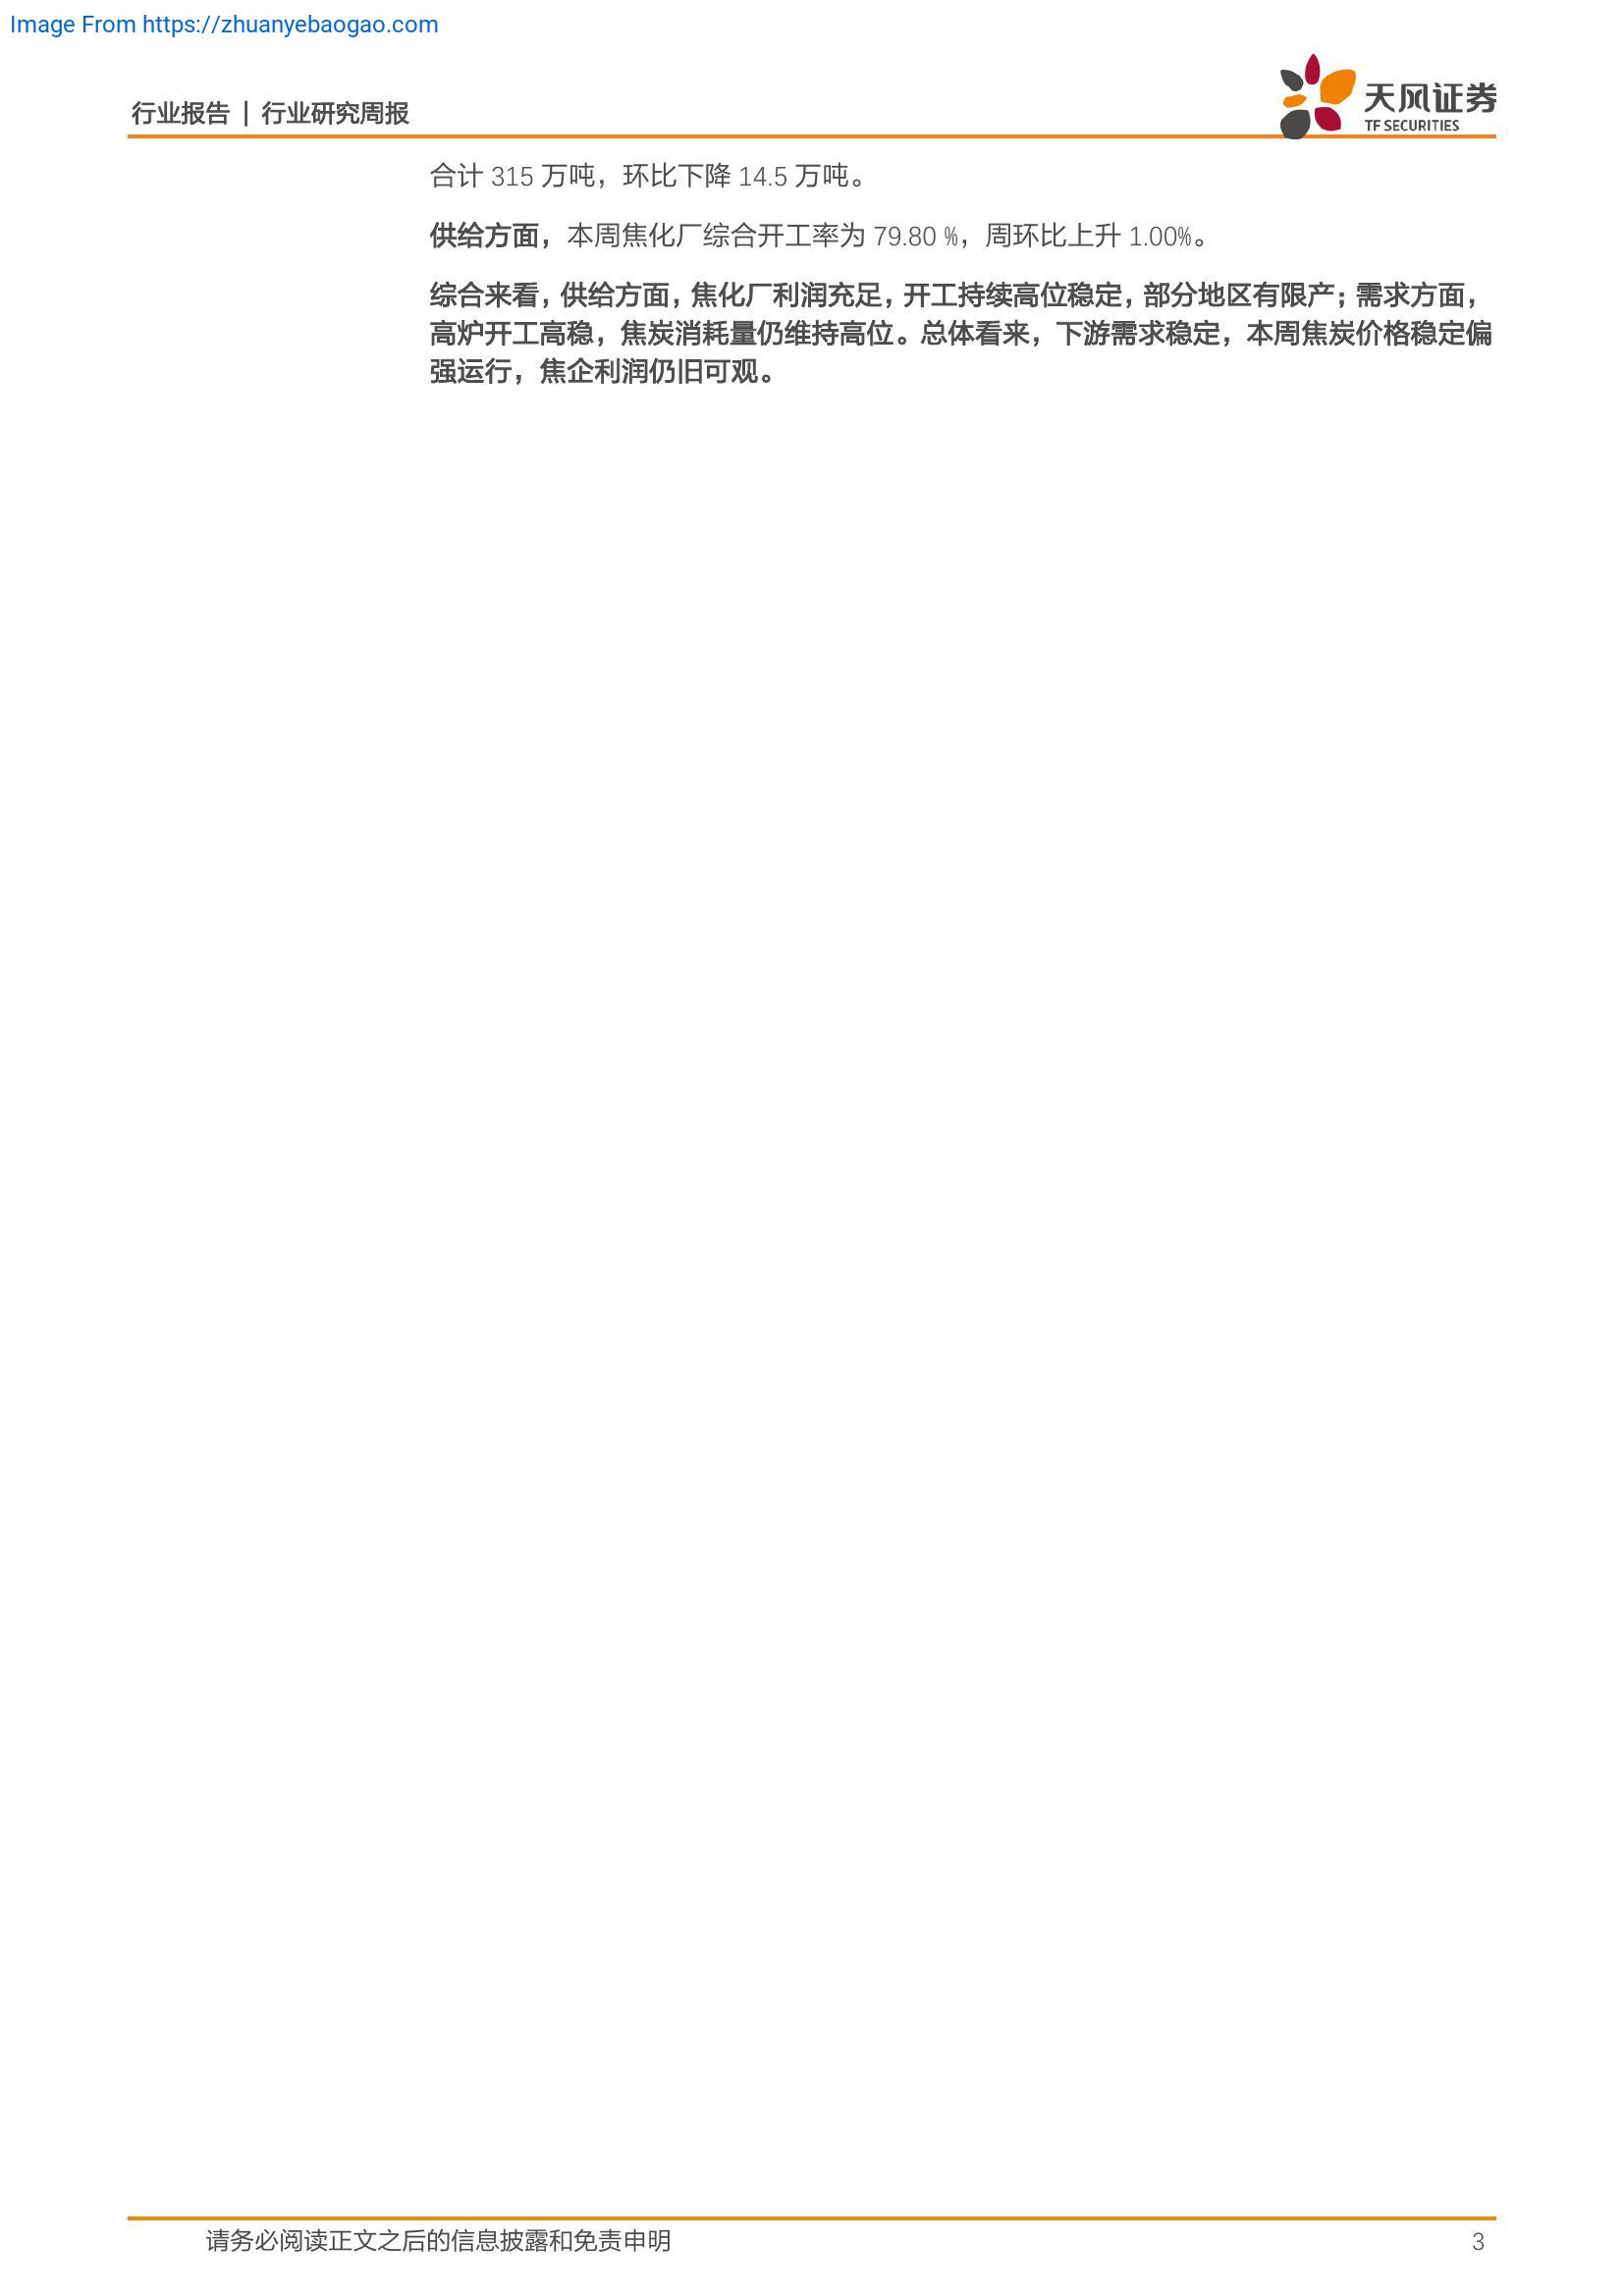 Image From https://zhuanyebaogao.com
行业报告 | 行业研究周报
天风证券
TF SECURITIES
合计 315 万吨，环比下降 14.5 万吨。
供给方面，本周焦化厂综合开工率为 79.80 %，周环比上升 1.00%。
综合来看，供给方面，焦化厂利润充足，开工持续高位稳定，部分地区有限产；需求方面，
高炉开工高稳，焦炭消耗量仍维持高位。总体看来，下游需求稳定，本周焦炭价格稳定偏
强运行，焦企利润仍旧可观。
请务必阅读正文之后的信息披露和免责申明
3